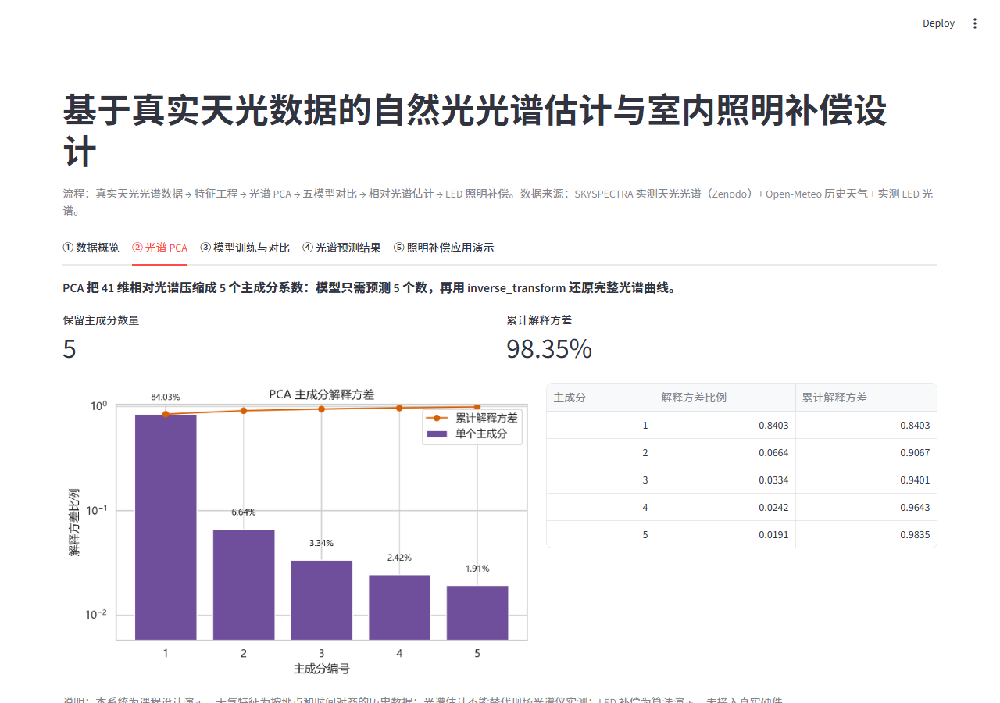 Deploy
基于真实天光数据的自然光光谱估计与室内照明补偿设
计
流程：真实天光光谱数据 → 特征工程 → 光谱 PCA → 五模型对比 → 相对光谱估计 → LED 照明补偿。数据来源：SKYSPECTRA 实测天光光谱（Zenodo）+ Open-Meteo 历史天气 + 实测 LED 光
谱。
① 数据概览 ② 光谱 PCA ③ 模型训练与对比 ④ 光谱预测结果 ⑤ 照明补偿应用演示
PCA 把 41 维相对光谱压缩成 5 个主成分系数：模型只需预测 5 个数，再用 inverse_transform 还原完整光谱曲线。
保留主成分数量
5
累计解释方差
98.35%
PCA 主成分解释方差
84.03%
6.64%
3.34%
2.42%
1.91%
累计解释方差
单个主成分
10⁰
10⁻¹
10⁻²
解释方差比例
1 2 3 4 5
主成分编号
主成分 解释方差比例 累计解释方差
1 0.8403 0.8403
2 0.0664 0.9067
3 0.0334 0.9401
4 0.0242 0.9643
5 0.0191 0.9835
说明：本系统为课程设计演示。天气特征为按地点和时间对齐的历史数据；光谱估计不能替代现场光谱仪实测；LED 补偿为算法演示，未接入真实硬件。